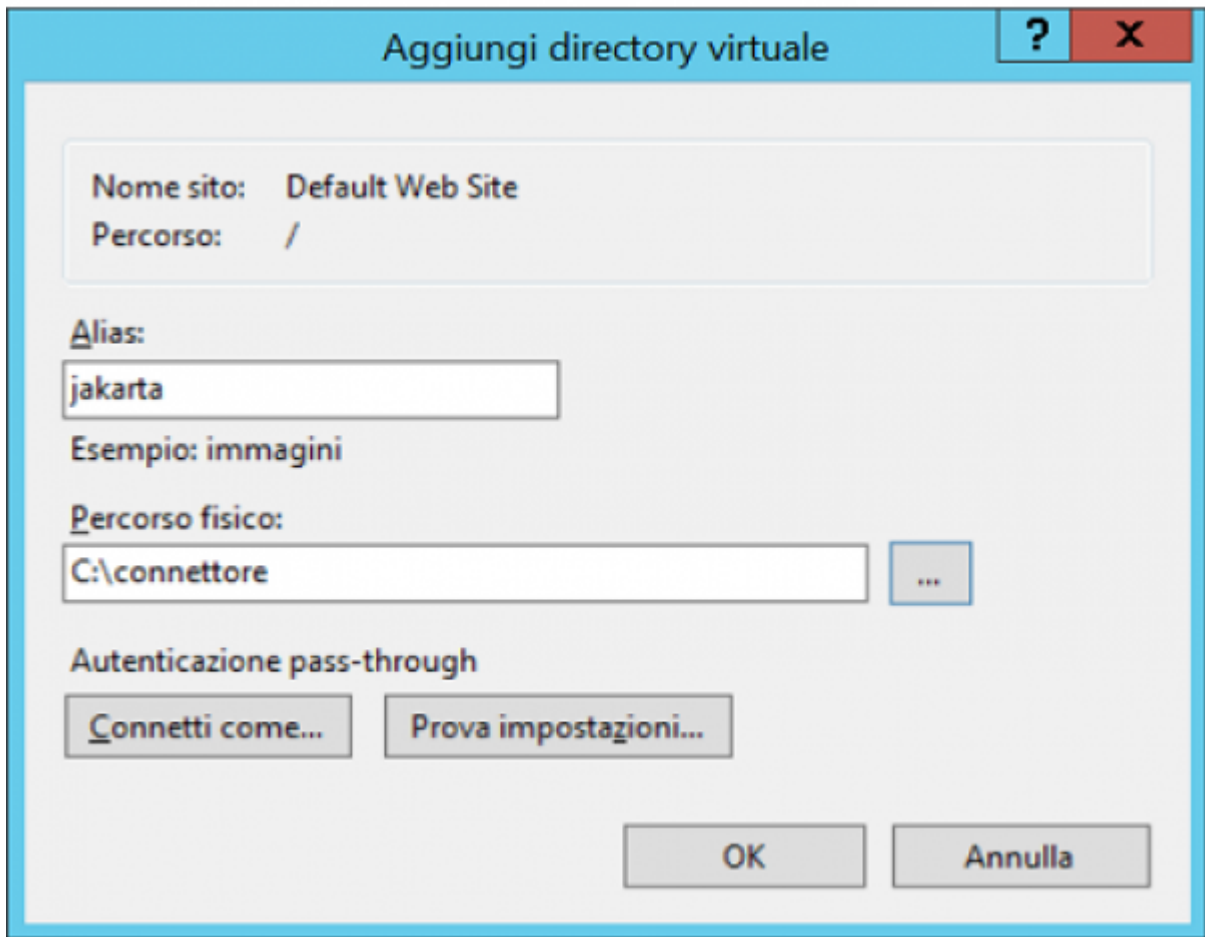 Aggiungi directory virtuale
? X
Nome sito: Default Web Site
Percorso: /
Alias:
jakarta
Esempio: immagini
Percorso fisico:
C:\connettore
...
Autenticazione pass-through
Connetti come...
Prova impostazioni...
OK
Annulla